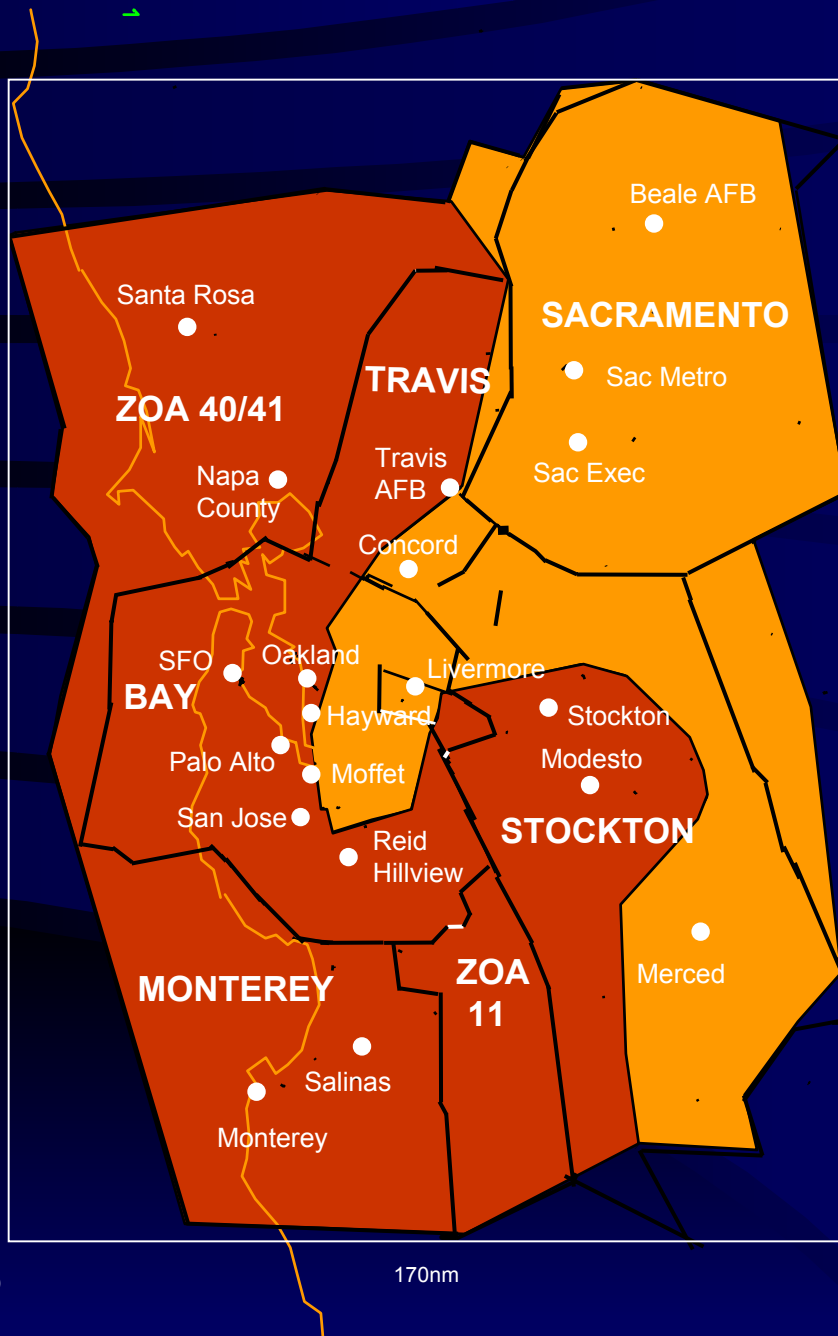 Beale AFB
Santa Rosa
SACRAMENTO
TRAVIS
Sac Metro
ZOA 40/41
Travis
AFB
Sac Exec
Napa
County
Concord
SFO
Oakland
Livermore
BAY
Hayward
Stockton
Palo Alto
Moffet
Modesto
San Jose
STOCKTON
Reid
Hillview
MONTEREY
ZOA
11
Merced
Salinas
Monterey
170nm